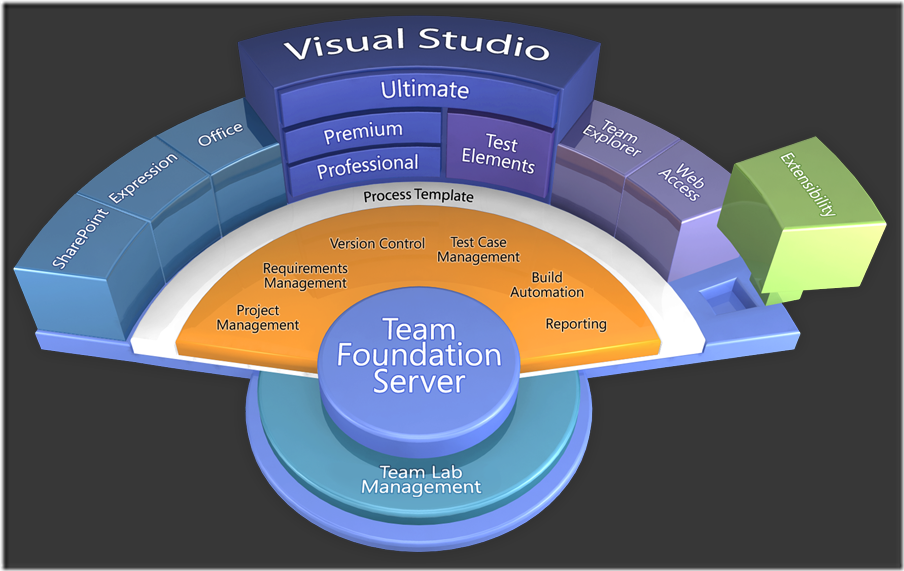 Visual Studio
Ultimate
Premium
Professional
Test
Elements
Office
Expression
SharePoint
Team
Explorer
Web
Access
Extensibility
Process Template
Version Control
Test Case
Management
Requirements
Management
Build
Automation
Project
Management
Reporting
Team
Foundation
Server
Team Lab
Management